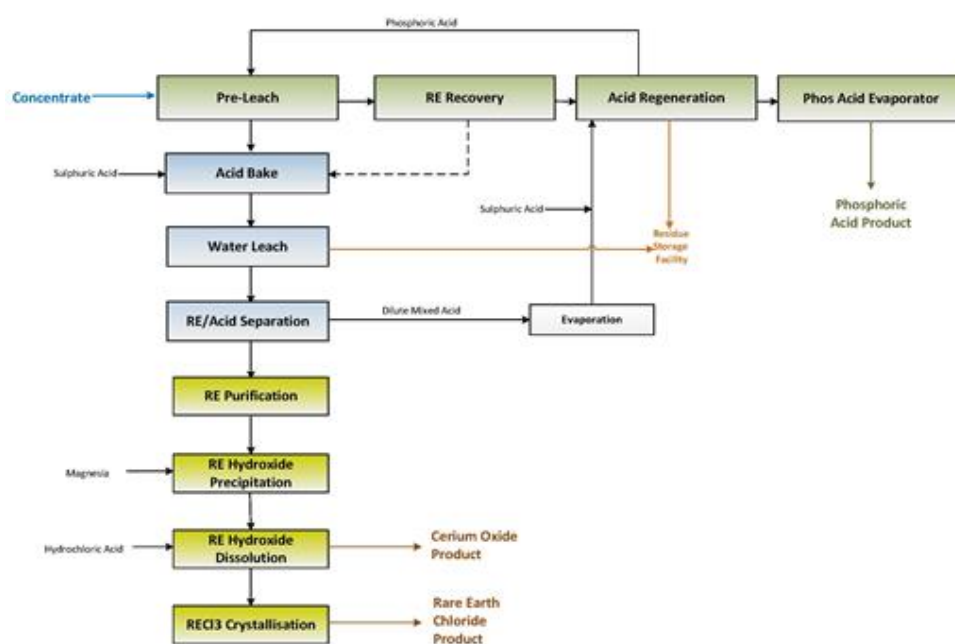 Phosphoric Acid
Concentrate
Pre-Leach
RE Recovery
Acid Regeneration
Phos Acid Evaporator
Sulphuric Acid
Acid Bake
Sulphuric Acid
Phosphoric
Acid Product
Water Leach
Residue
Storage
Facility
RE/Acid Separation
Dilute Mixed Acid
Evaporation
RE Purification
Magnesia
RE Hydroxide
Precipitation
Hydrochloric Acid
RE Hydroxide
Dissolution
Cerium Oxide
Product
RECl3 Crystallisation
Rare Earth
Chloride
Product